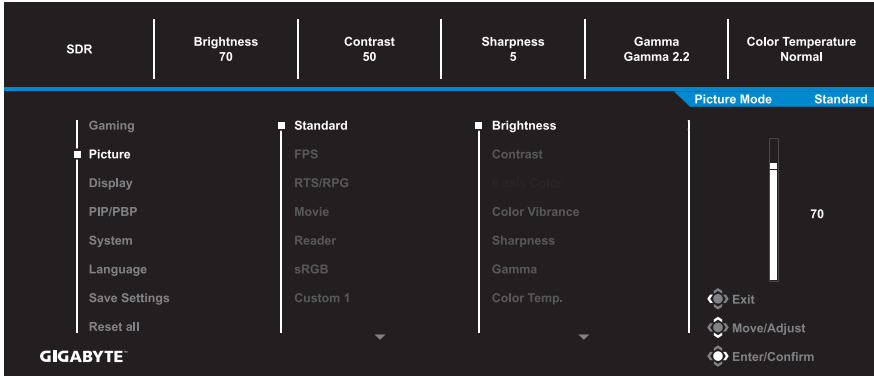 SDR
Brightness
70
Contrast
50
Sharpness
5
Gamma
Gamma 2.2
Color Temperature
Normal
Picture Mode Standard
Gaming
Picture
Display
PIP/PBP
System
Language
Save Settings
Reset all
Standard
FPS
RTS/RPG
Movie
Reader
sRGB
Custom 1
Brightness
Contrast
Color Vibrance
Sharpness
Gamma
Color Temp.
70
Exit
Move/Adjust
Enter/Confirm
GIGABYTE™